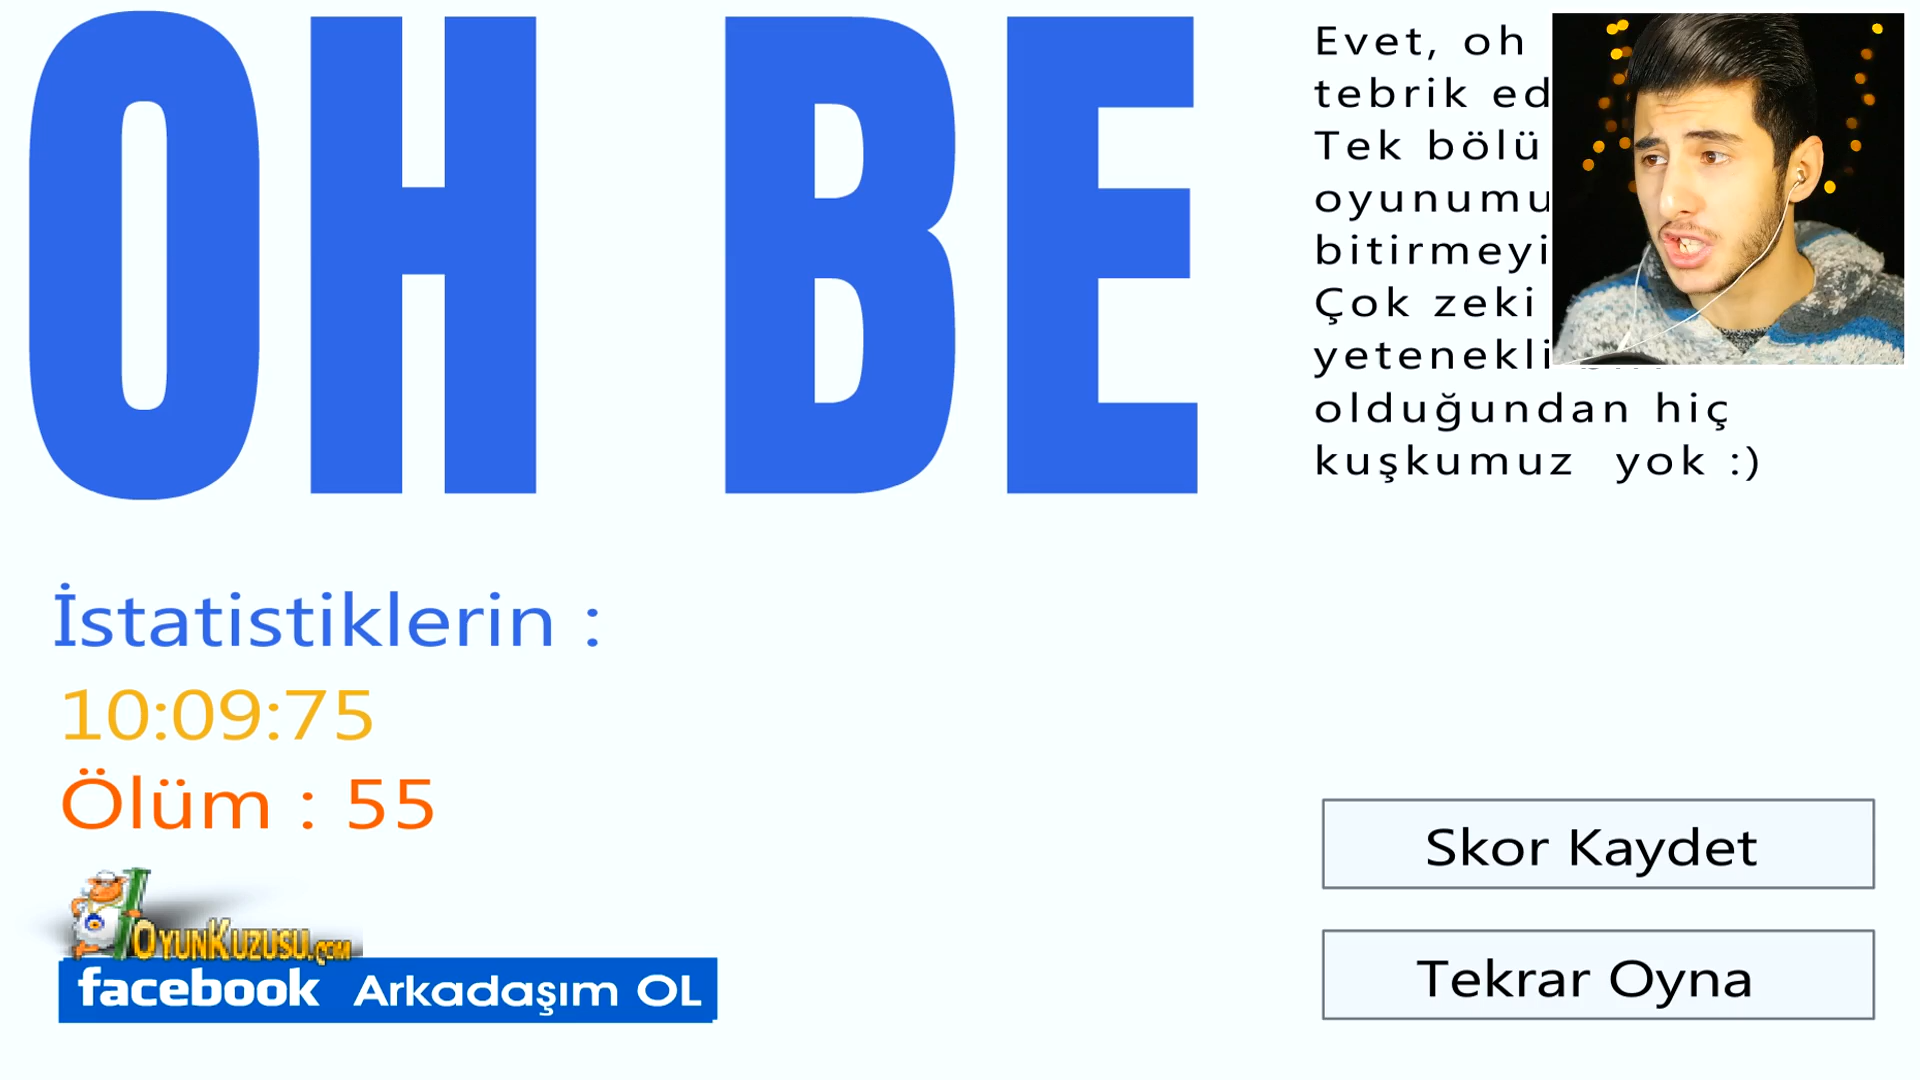 OH BE
Evet, oh
tebrik ed
Tek bölü
oyunumu
bitirmeyi
Çok zeki
yetenekli
olduğundan hiç
kuşkumuz yok :)
İstatistiklerin :
10:09:75
Ölüm : 55
OYUNKUZUSU.COM
facebook Arkadaşım OL
Skor Kaydet
Tekrar Oyna